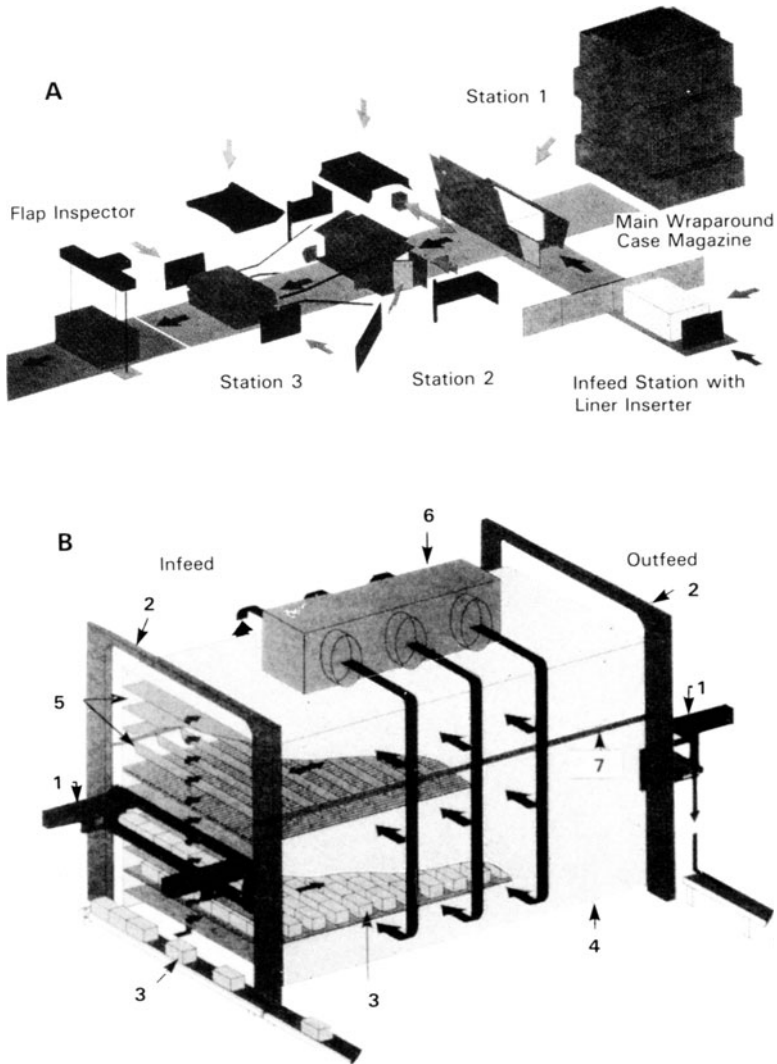 A
Station 1
Flap Inspector
Main Wraparound
Case Magazine
Station 3
Station 2
Infeed Station with
Liner Inserter
B
6
Infeed
Outfeed
2
2
5
1
1
7
4
3
3